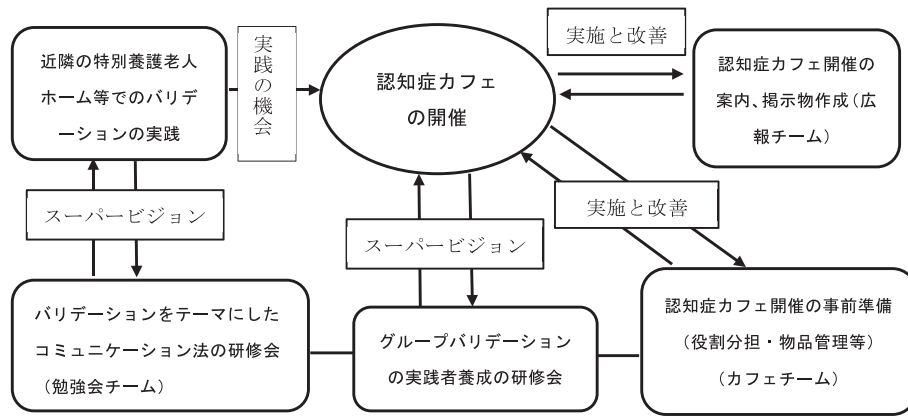 近隣の特別養護老人
ホーム等でのバリデ
ーションの実践
実践の機会
認知症カフェ
の開催
実施と改善
認知症カフェ開催の
案内、掲示物作成（広
報チーム）
スーパービジョン
スーパービジョン
実施と改善
バリデーションをテーマにした
コミュニケーション法の研修会
（勉強会チーム）
グループバリデーション
の実践者養成の研修会
認知症カフェ開催の事前準備
（役割分担・物品管理等）
（カフェチーム）